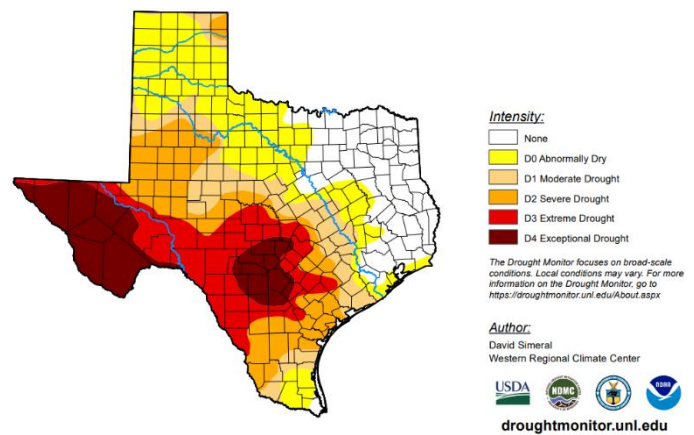 Intensity:
None
D0 Abnormally Dry
D1 Moderate Drought
D2 Severe Drought
D3 Extreme Drought
D4 Exceptional Drought
The Drought Monitor focuses on broad-scale
conditions. Local conditions may vary. For more
information on the Drought Monitor, go to
https://droughtmonitor.unl.edu/About.aspx
Author:
David Simeral
Western Regional Climate Center
USDA
NDMC
NOAA
droughtmonitor.unl.edu